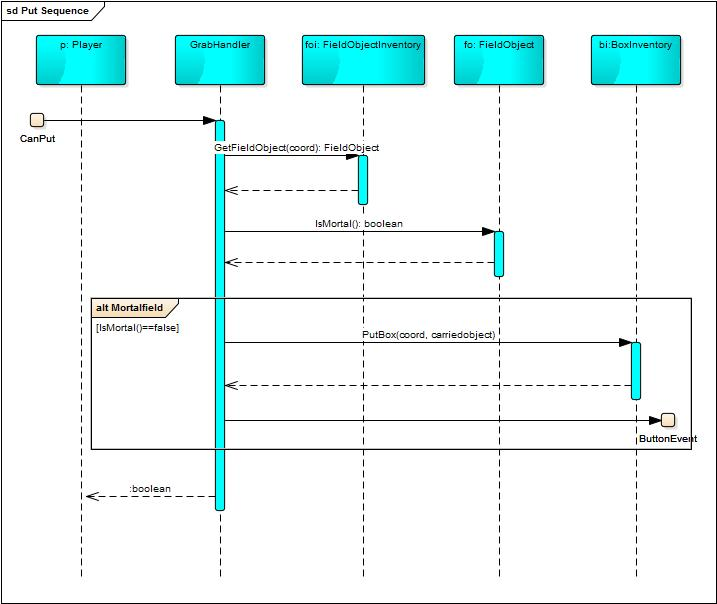 sd Put Sequence
p: Player
GrabHandler
foi: FieldObjectInventory
fo: FieldObject
bi:BoxInventory
CanPut
GetFieldObject(coord): FieldObject
IsMortal(): boolean
alt Mortalfield
[IsMortal()==false]
PutBox(coord, carriedobject)
ButtonEvent
:boolean